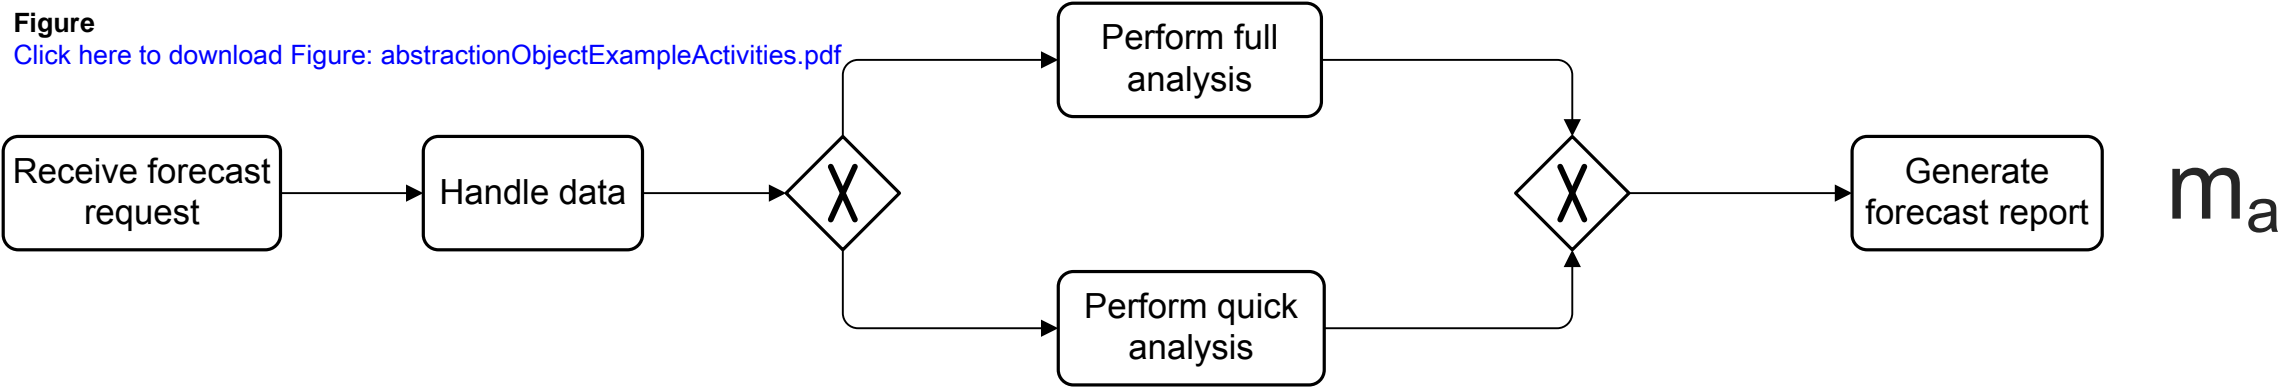 Figure
Click here to download Figure: abstractionObjectExampleActivities.pdf
Receive forecast
request
Handle data
X
Perform full
analysis
Perform quick
analysis
X
Generate
forecast report
mₐ